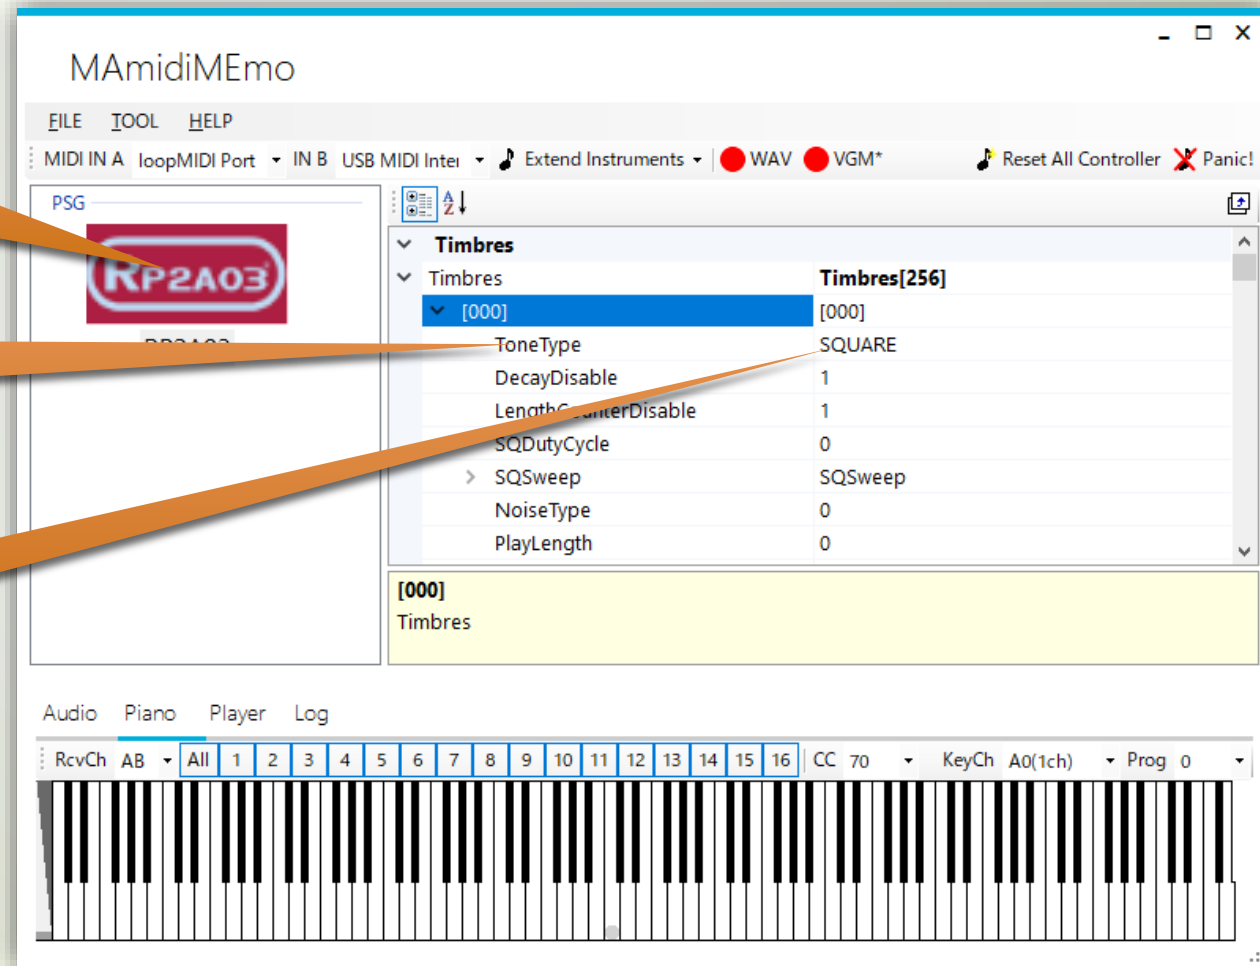 MAmidiMEmo
FILE TOOL HELP
MIDI IN A loopMIDI Port IN B USB MIDI Inter Extend Instruments WAV VGM* Reset All Controller Panic!
PSG
RP2A03
RP2A03
Timbres
Timbres Timbres[256]
[000] [000]
ToneType SQUARE
DecayDisable 1
LengthCounterDisable 1
SQDutyCycle 0
SQSweep SQSweep
NoiseType 0
PlayLength 0
[000]
Timbres
Audio Piano Player Log
RcvCh AB All 1 2 3 4 5 6 7 8 9 10 11 12 13 14 15 16 CC 70 KeyCh A0(1ch) Prog 0